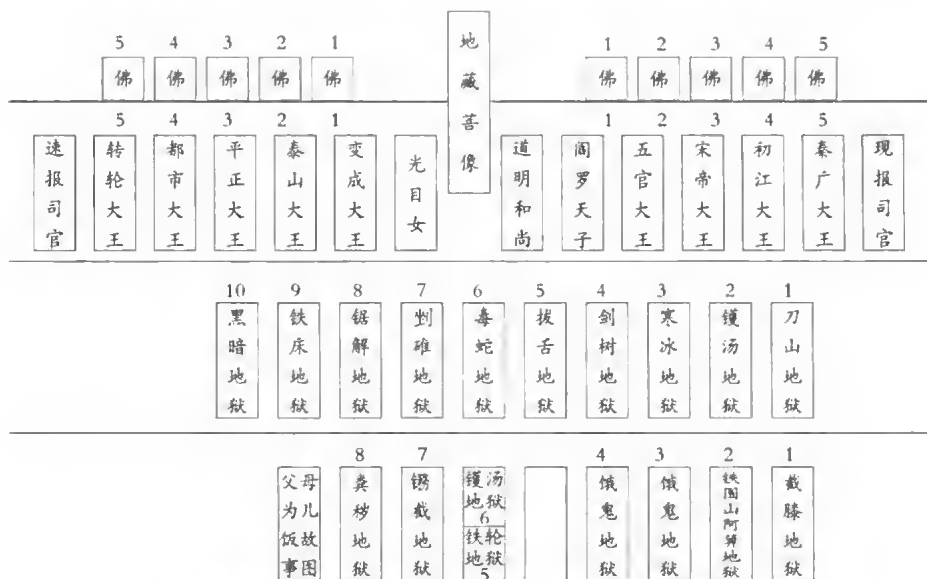 5 4 3 2 1
佛 佛 佛 佛 佛
地藏菩像
1 2 3 4 5
佛 佛 佛 佛 佛
5 4 3 2 1
速报司官
转轮大王
都市大王
平正大王
泰山大王
变成大王
光目女
1 2 3 4 5
道明和尚
阎罗天子
五官大王
宋帝大王
初江大王
秦广大王
现报司官
10 9 8 7 6 5 4 3 2 1
黑暗地狱
铁床地狱
锯解地狱
剉碓地狱
毒蛇地狱
拔舌地狱
剑树地狱
寒冰地狱
镬汤地狱
刀山地狱
8 7 4 3 2 1
父母
为儿
饭故
事图
粪秽地狱
截地狱
镬汤
地狱
6
铁轮
地狱
5
饿鬼地狱
饿鬼地狱
铁围山阿鼻地狱
截膝地狱